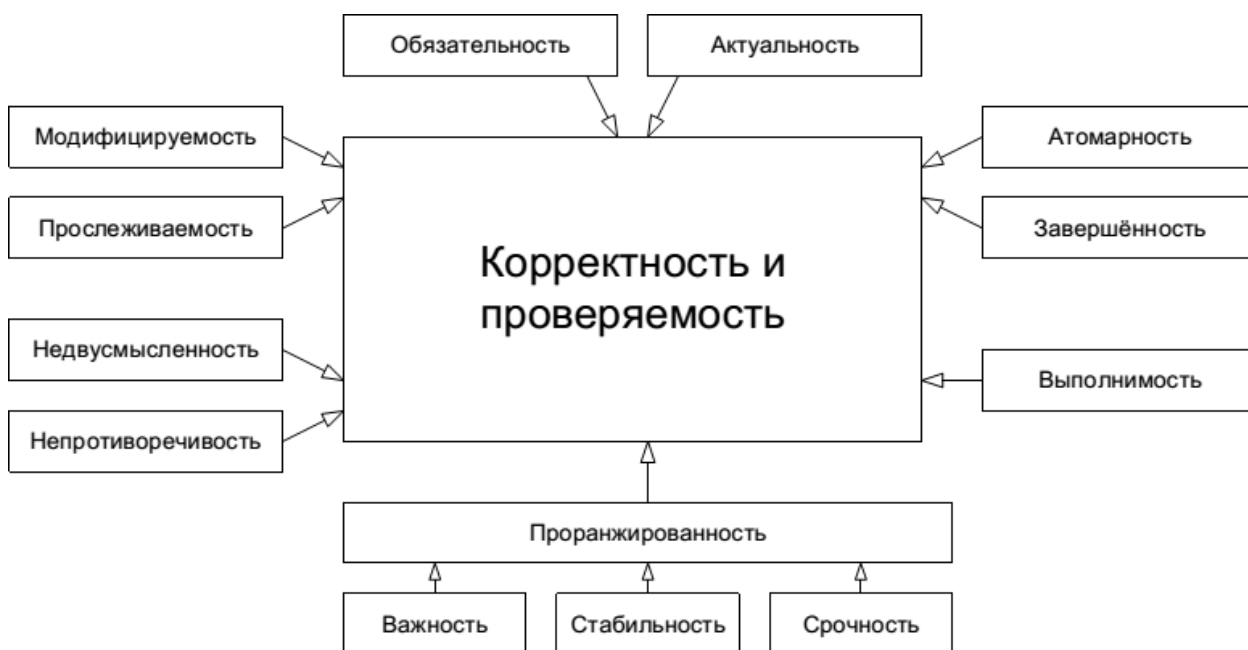 Обязательность
Актуальность
Модифицируемость
Атомарность
Прослеживаемость
Завершённость
Корректность и
проверяемость
Недвусмысленность
Выполнимость
Непротиворечивость
Проранжированность
Важность
Стабильность
Срочность